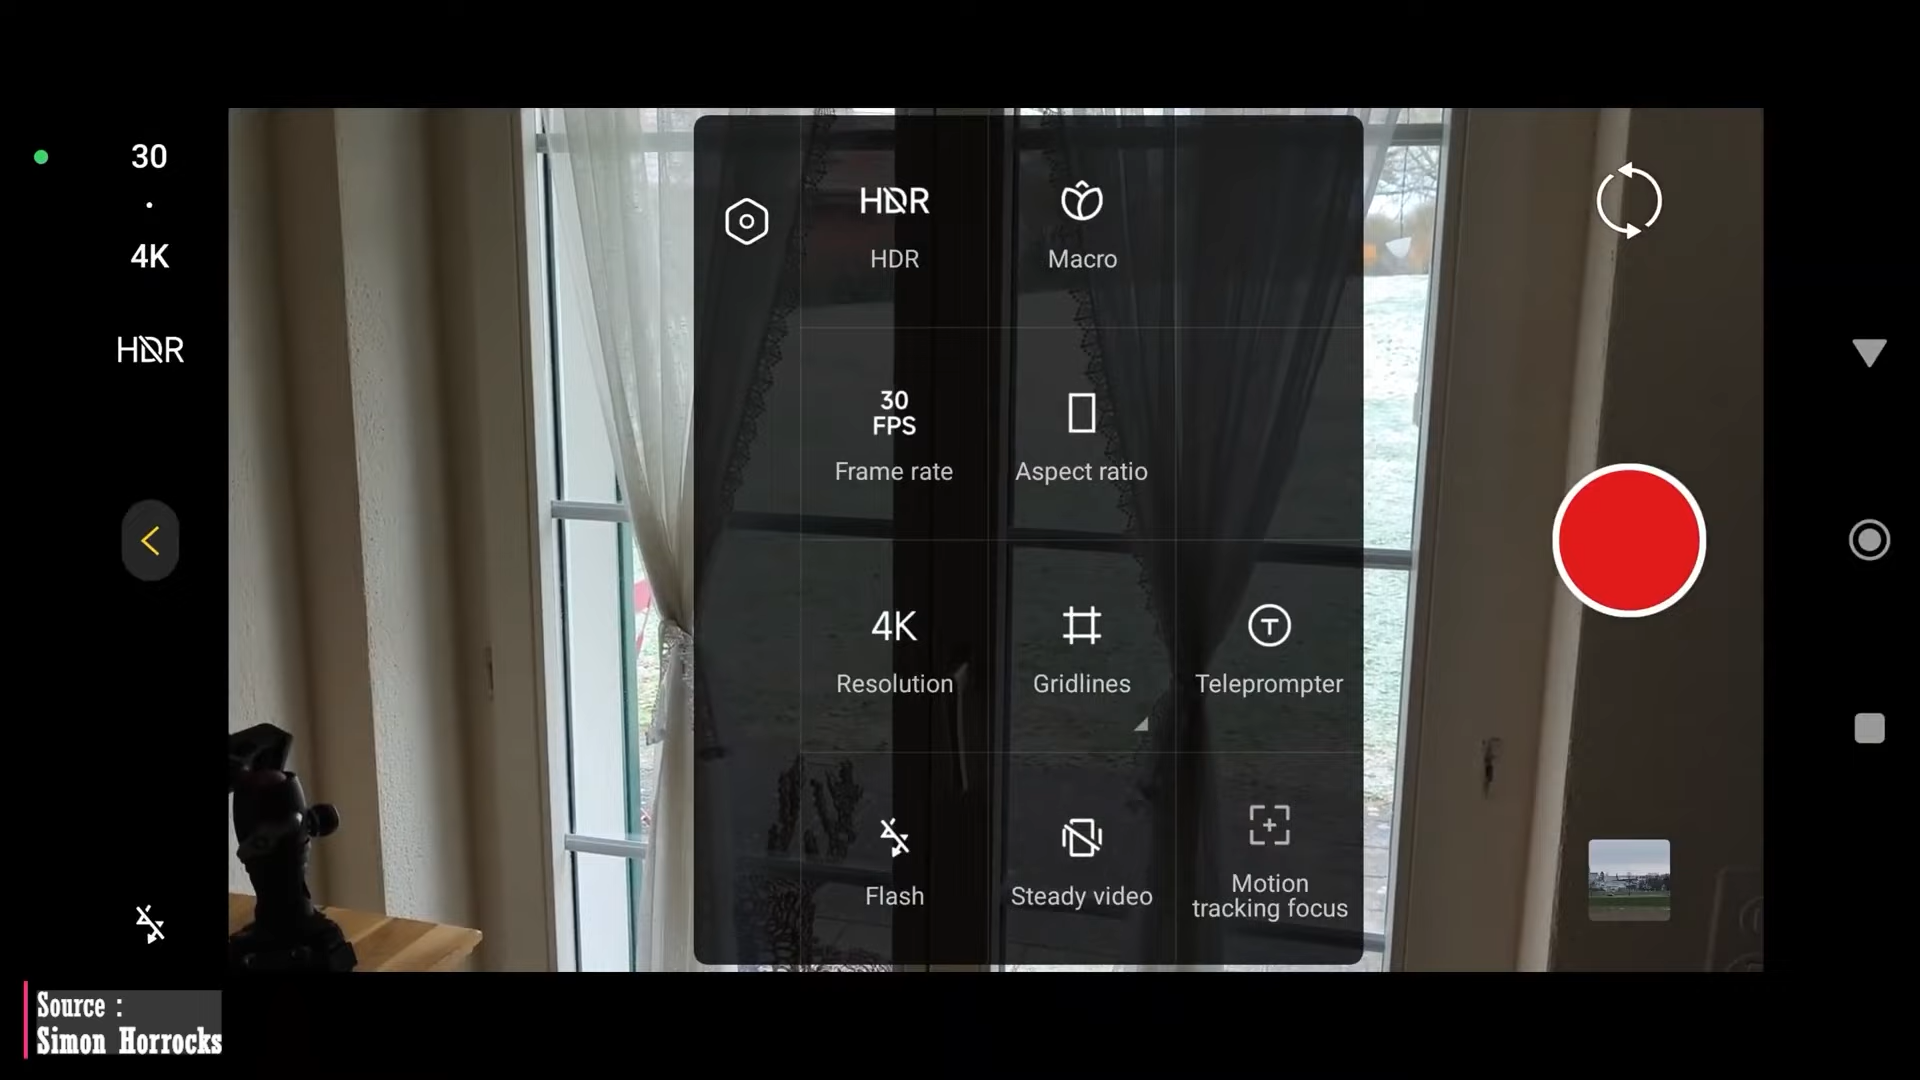 30
4K
HDR
HDR
HDR
Macro
30
FPS
Frame rate
Aspect ratio
4K
Resolution
Gridlines
T
Teleprompter
Flash
Steady video
Motion
tracking focus
Source :
Simon Horrocks